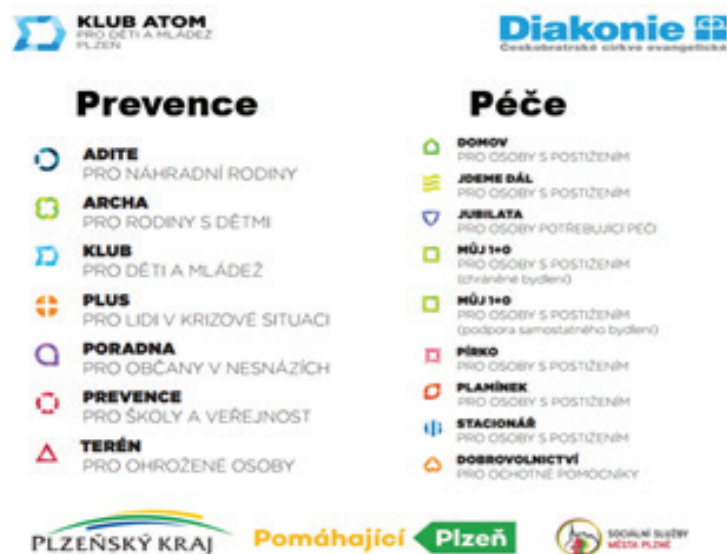 KLUB ATOM
PRO DĚTI A MLÁDEŽ
PLZEŇ
Diakonie
Českobratrské církve evangelické
Prevence
ADITE
PRO NÁHRADNÍ RODINY
ARCHA
PRO RODINY S DĚTMI
KLUB
PRO DĚTI A MLÁDEŽ
PLUS
PRO LIDI V KRIZOVÉ SITUACI
PORADNA
PRO OBČANY V NESNÁZÍCH
PREVENCE
PRO ŠKOLY A VEŘEJNOST
TERÉN
PRO OHROŽENÉ OSOBY
Péče
DOMOV
PRO OSOBY S POSTIŽENÍM
JDEME DÁL
PRO OSOBY S POSTIŽENÍM
JUBILATA
PRO OSOBY POTŘEBUJÍCÍ PÉČI
MŮJ 1+0
PRO OSOBY S POSTIŽENÍM
(chráněné bydlení)
MŮJ 1+0
PRO OSOBY S POSTIŽENÍM
(podpora samostatného bydlení)
PÍRKO
PRO OSOBY S POSTIŽENÍM
PLAMÍNEK
PRO OSOBY S POSTIŽENÍM
STACIONÁŘ
PRO OSOBY S POSTIŽENÍM
DOBROVOLNICTVÍ
PRO OCHOTNÉ POMOCNÍKY
PLZEŇSKÝ KRAJ
Pomáhající Plzeň
SOCIÁLNÍ SLUŽBY
MĚSTA PLZNĚ